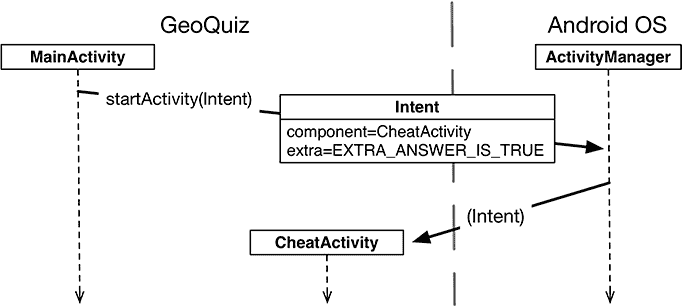 GeoQuiz
Android OS
MainActivity
ActivityManager
startActivity(Intent)
Intent
component=CheatActivity
extra=EXTRA_ANSWER_IS_TRUE
(Intent)
CheatActivity